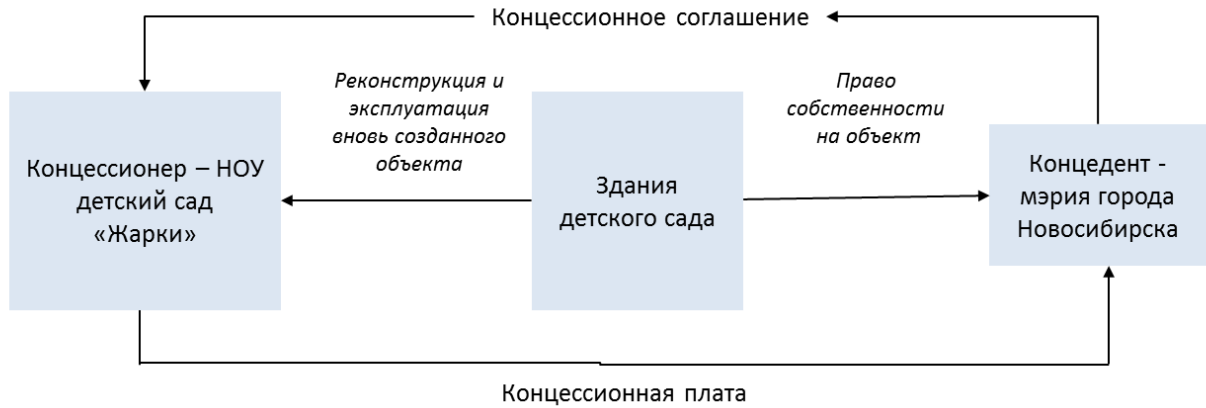 Концессионное соглашение
Реконструкция и
эксплуатация
вновь созданного
объекта
Право
собственности
на объект
Концессионер – НОУ
детский сад
«Жарки»
Здания
детского сада
Концедент -
мэрия города
Новосибирска
Концессионная плата